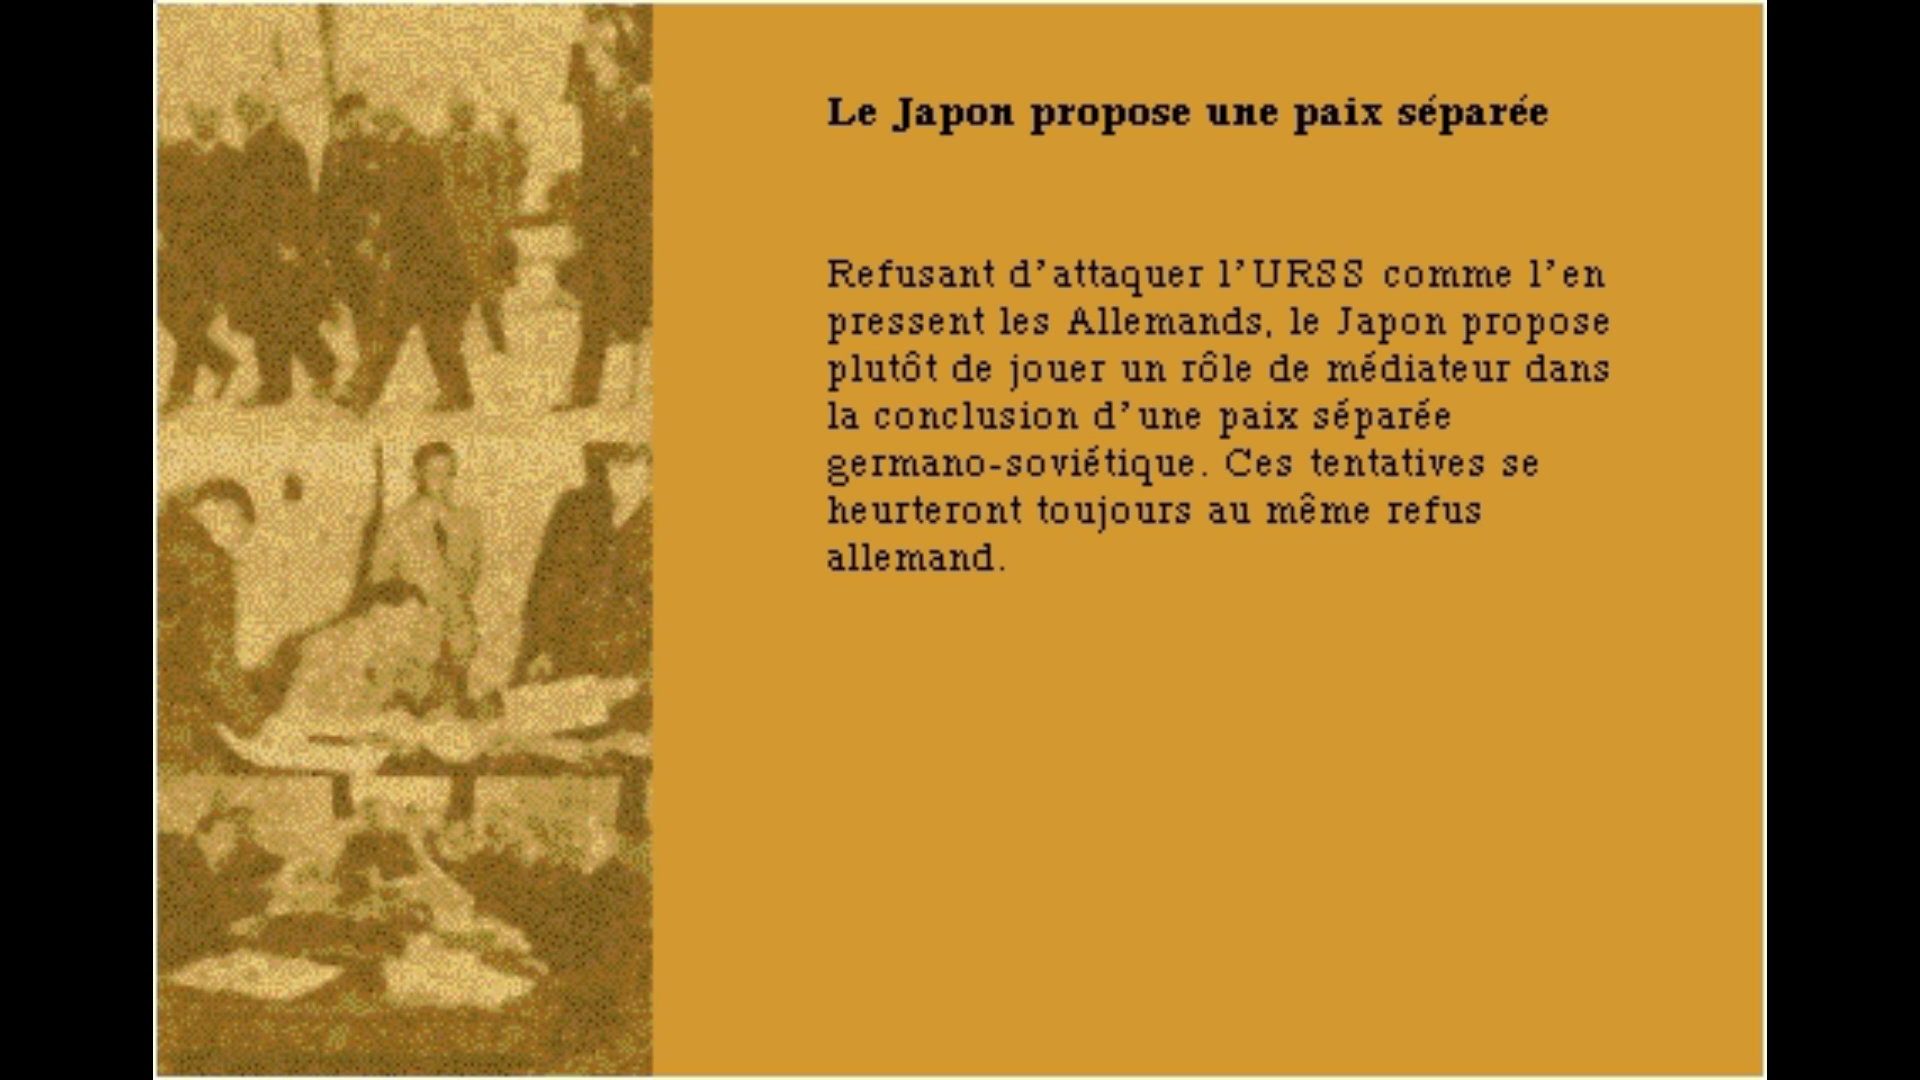 Le Japon propose une paix séparée
Refusant d’attaquer l’URSS comme l’en
pressent les Allemands, le Japon propose
plutôt de jouer un rôle de médiateur dans
la conclusion d’une paix séparée
germano-soviétique. Ces tentatives se
heurteront toujours au même refus
allemand.